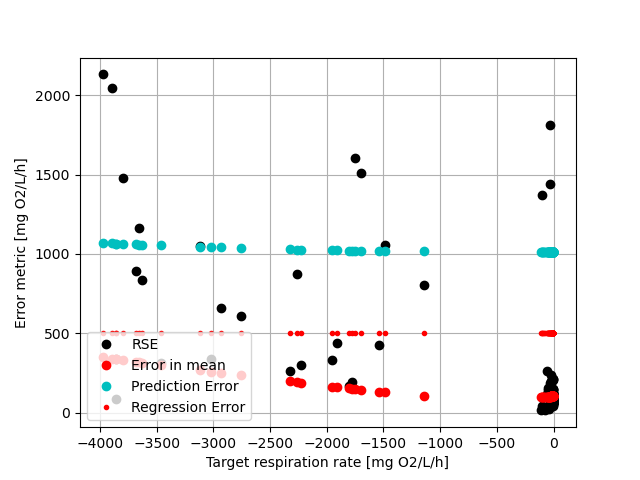 2000
1500
1000
500
0
Error metric [mg O2/L/h]
RSE
Error in mean
Prediction Error
Regression Error
−4000 −3500 −3000 −2500 −2000 −1500 −1000 −500 0
Target respiration rate [mg O2/L/h]